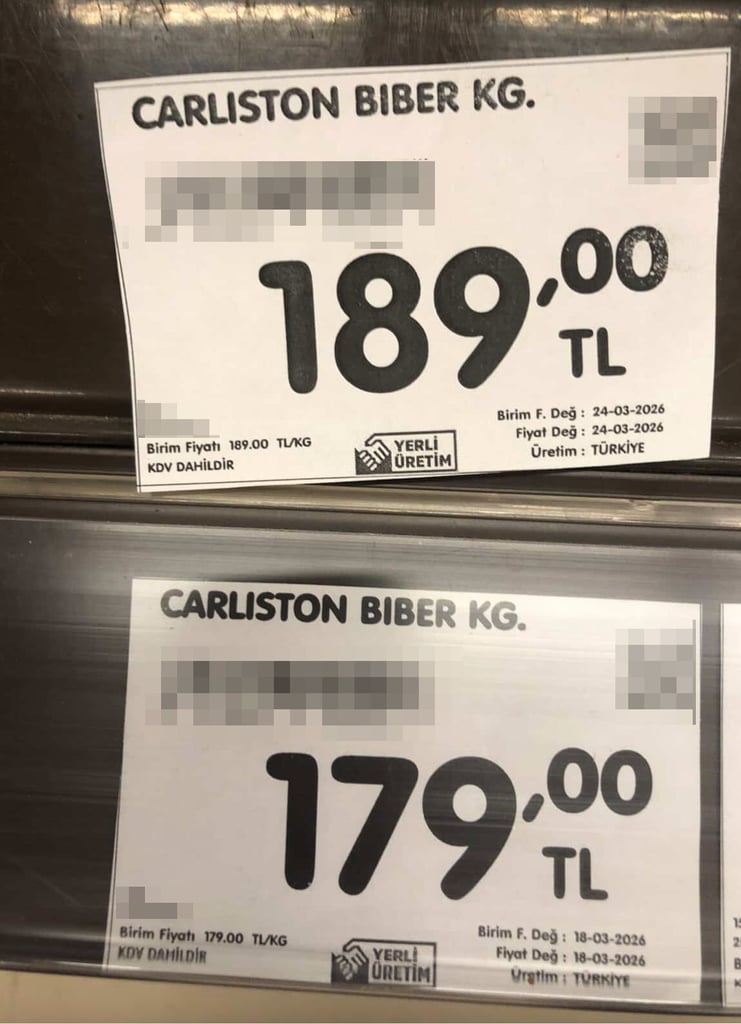 CARLISTON BIBER KG.
189,00
TL
Birim Fiyatı 189.00 TL/KG
KDV DAHİLDİR
YERLİ
ÜRETİM
Birim F. Değ : 24-03-2026
Fiyat Değ : 24-03-2026
Üretim : TÜRKİYE
CARLISTON BIBER KG.
179,00
TL
Birim Fiyatı 179.00 TL/KG
KDV DAHİLDİR
YERLİ
ÜRETİM
Birim F. Değ : 18-03-2026
Fiyat Değ : 18-03-2026
Üretim : TÜRKİYE